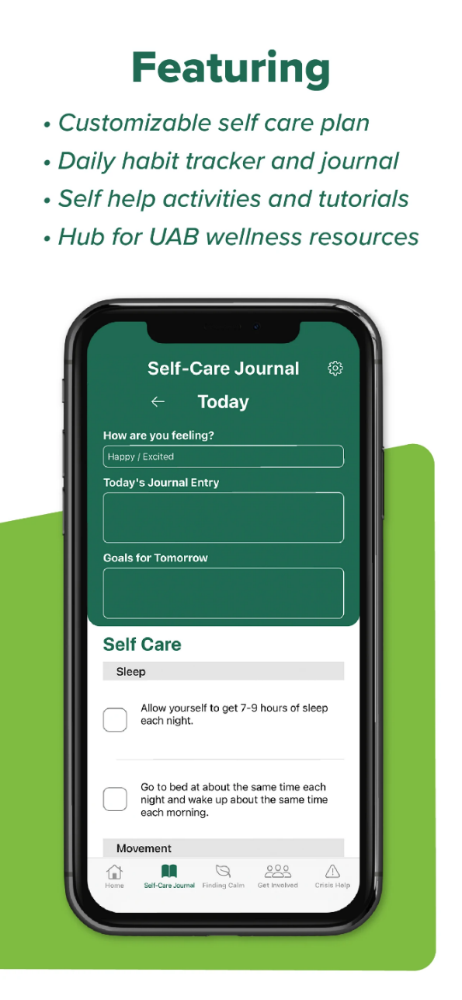 Featuring
• Customizable self care plan
• Daily habit tracker and journal
• Self help activities and tutorials
• Hub for UAB wellness resources
Self-Care Journal
← Today
How are you feeling?
Happy / Excited
Today's Journal Entry
Goals for Tomorrow
Self Care
Sleep
Allow yourself to get 7-9 hours of sleep
each night.
Go to bed at about the same time each
night and wake up about the same time
each morning.
Movement
Home Self-Care Journal Finding Calm Get Involved Crisis Help